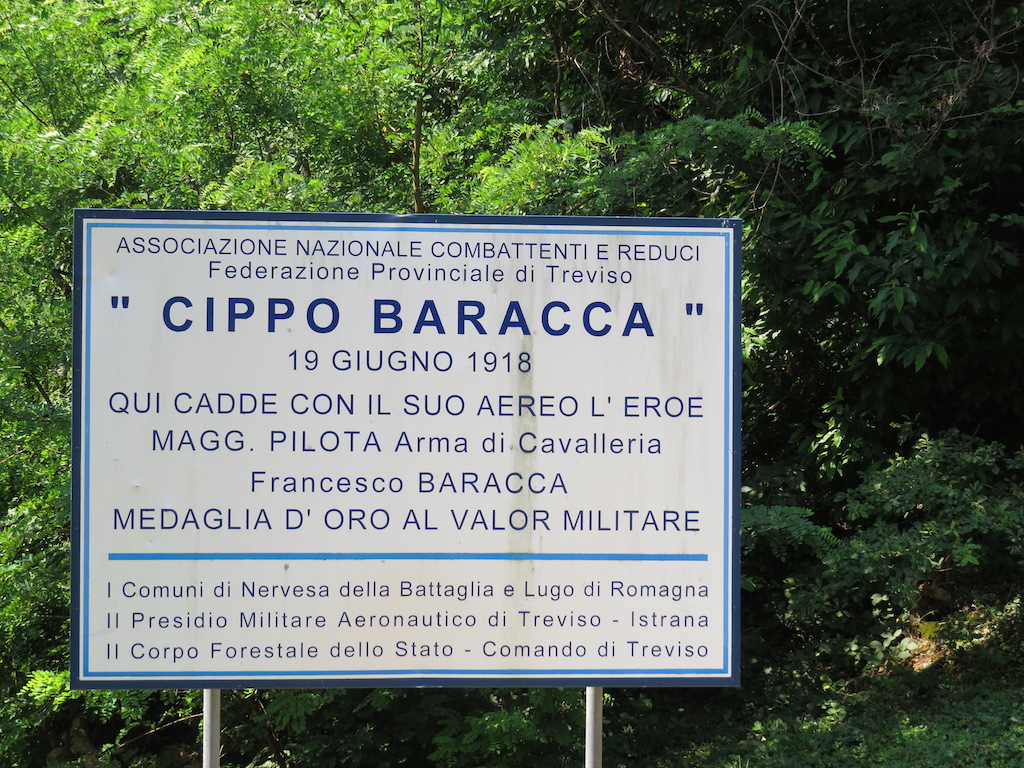 ASSOCIAZIONE NAZIONALE COMBATTENTI E REDUCI
Federazione Provinciale di Treviso
" CIPPO BARACCA "
19 GIUGNO 1918
QUI CADDE CON IL SUO AEREO L' EROE
MAGG. PILOTA Arma di Cavalleria
Francesco BARACCA
MEDAGLIA D' ORO AL VALOR MILITARE
I Comuni di Nervesa della Battaglia e Lugo di Romagna
Il Presidio Militare Aeronautico di Treviso - Istrana
Il Corpo Forestale dello Stato - Comando di Treviso